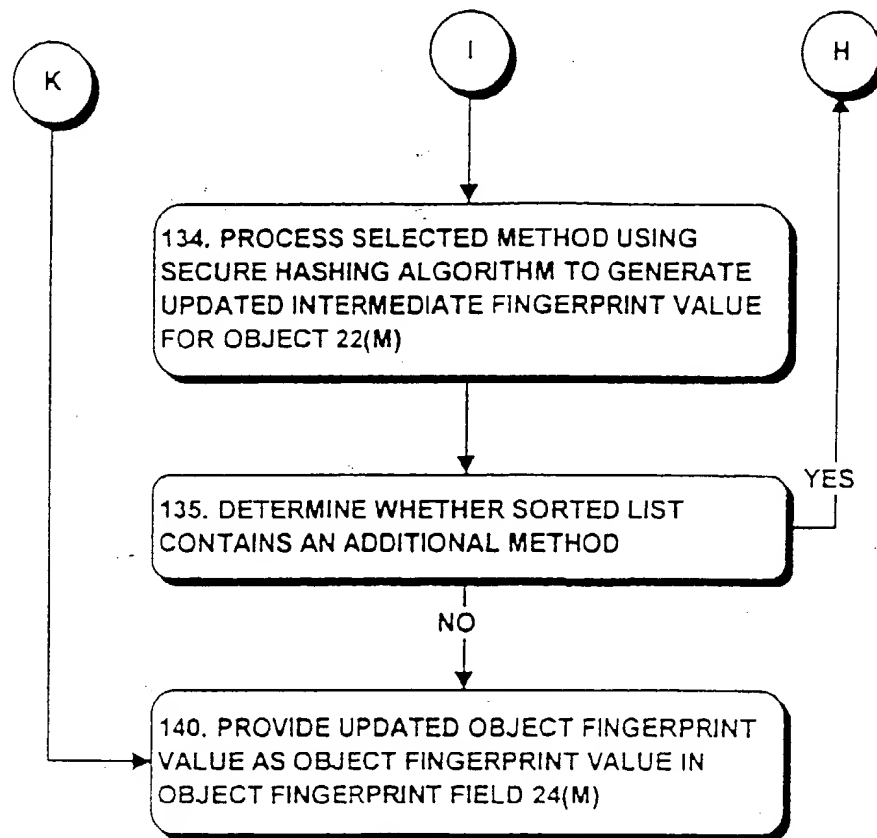 K
I
H
134. PROCESS SELECTED METHOD USING
SECURE HASHING ALGORITHM TO GENERATE
UPDATED INTERMEDIATE FINGERPRINT VALUE
FOR OBJECT 22(M)
YES
135. DETERMINE WHETHER SORTED LIST
CONTAINS AN ADDITIONAL METHOD
NO
140. PROVIDE UPDATED OBJECT FINGERPRINT
VALUE AS OBJECT FINGERPRINT VALUE IN
OBJECT FINGERPRINT FIELD 24(M)